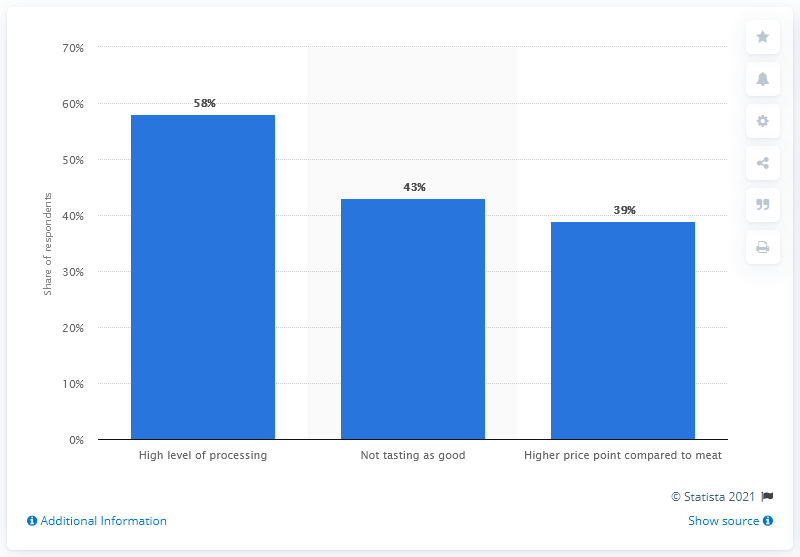 70%
60%
50%
40%
30%
20%
10%
0%
Share of respondents
58%
43%
39%
High level of processing
Not tasting as good
Higher price point compared to meat
© Statista 2021
Additional Information
Show source